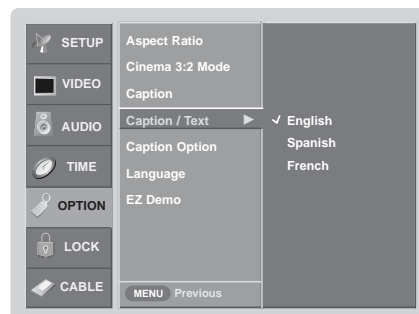 SETUP
VIDEO
AUDIO
TIME
OPTION
LOCK
CABLE
Aspect Ratio
Cinema 3:2 Mode
Caption
Caption / Text
Caption Option
Language
EZ Demo
MENU Previous
English
Spanish
French